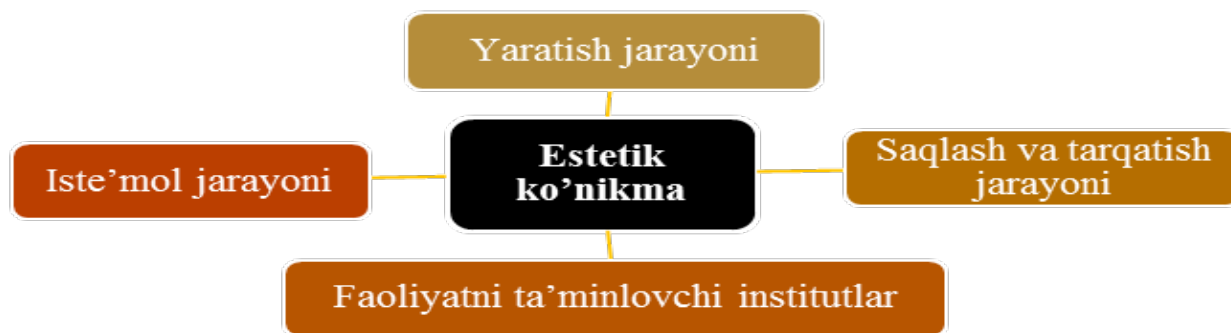 Yaratish jarayoni
Iste’mol jarayoni
Estetik
ko’nikma
Saqlash va tarqatish
jarayoni
Faoliyatni ta’minlovchi institutlar